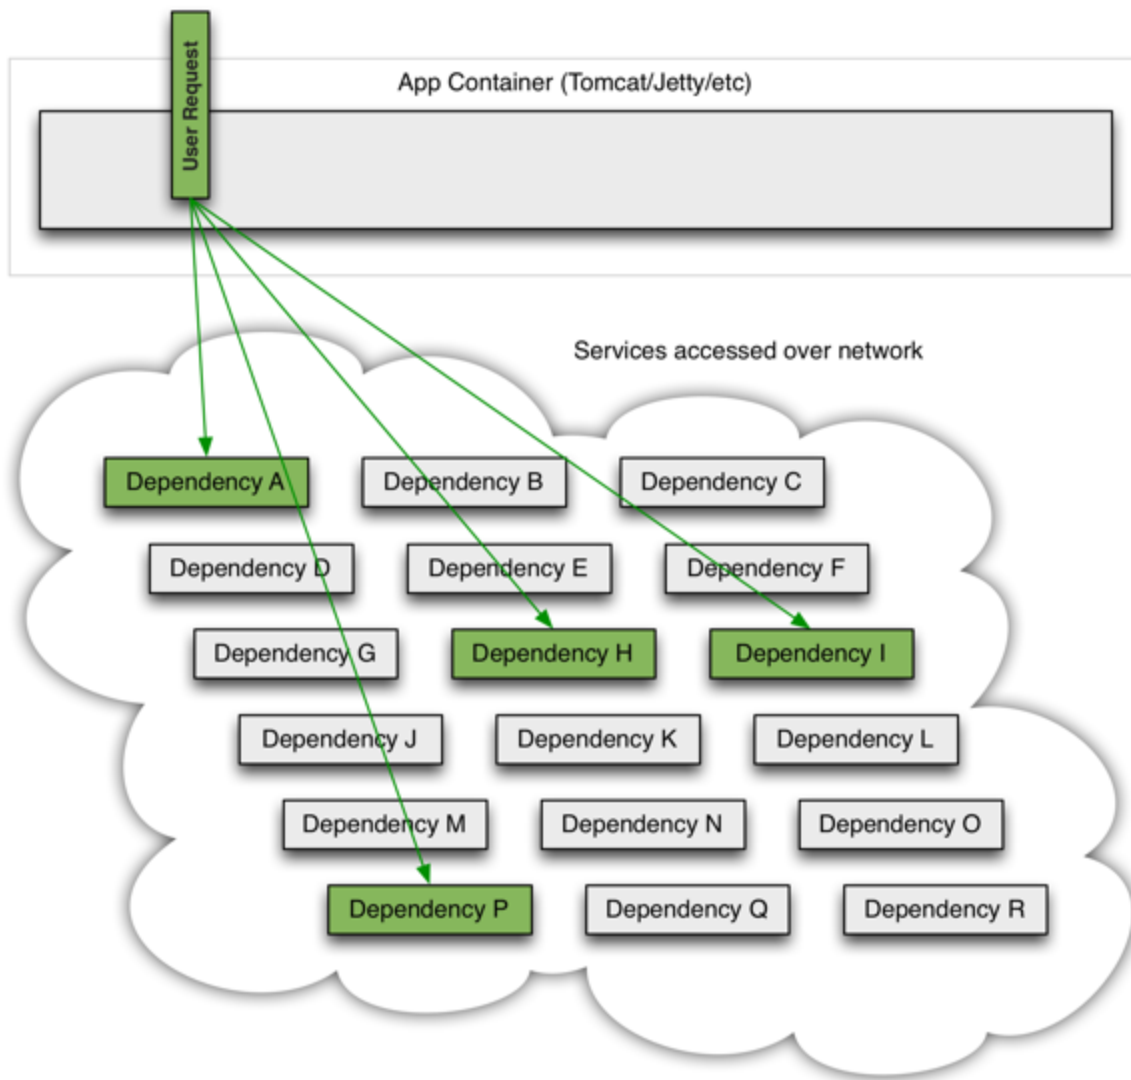 User Request
App Container (Tomcat/Jetty/etc)
Services accessed over network
Dependency A
Dependency B
Dependency C
Dependency D
Dependency E
Dependency F
Dependency G
Dependency H
Dependency I
Dependency J
Dependency K
Dependency L
Dependency M
Dependency N
Dependency O
Dependency P
Dependency Q
Dependency R